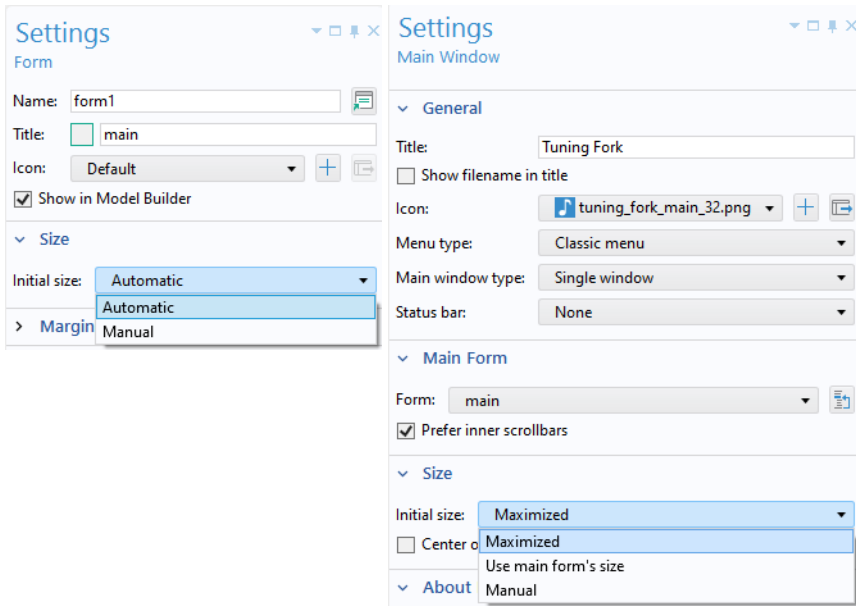 Settings
Form
Name: form1
Title: main
Icon: Default
Show in Model Builder
Size
Initial size: Automatic
Automatic
Manual
Margin
Settings
Main Window
General
Title: Tuning Fork
Show filename in title
Icon: tuning_fork_main_32.png
Menu type: Classic menu
Main window type: Single window
Status bar: None
Main Form
Form: main
Prefer inner scrollbars
Size
Initial size: Maximized
Center o
Maximized
Use main form's size
Manual
About